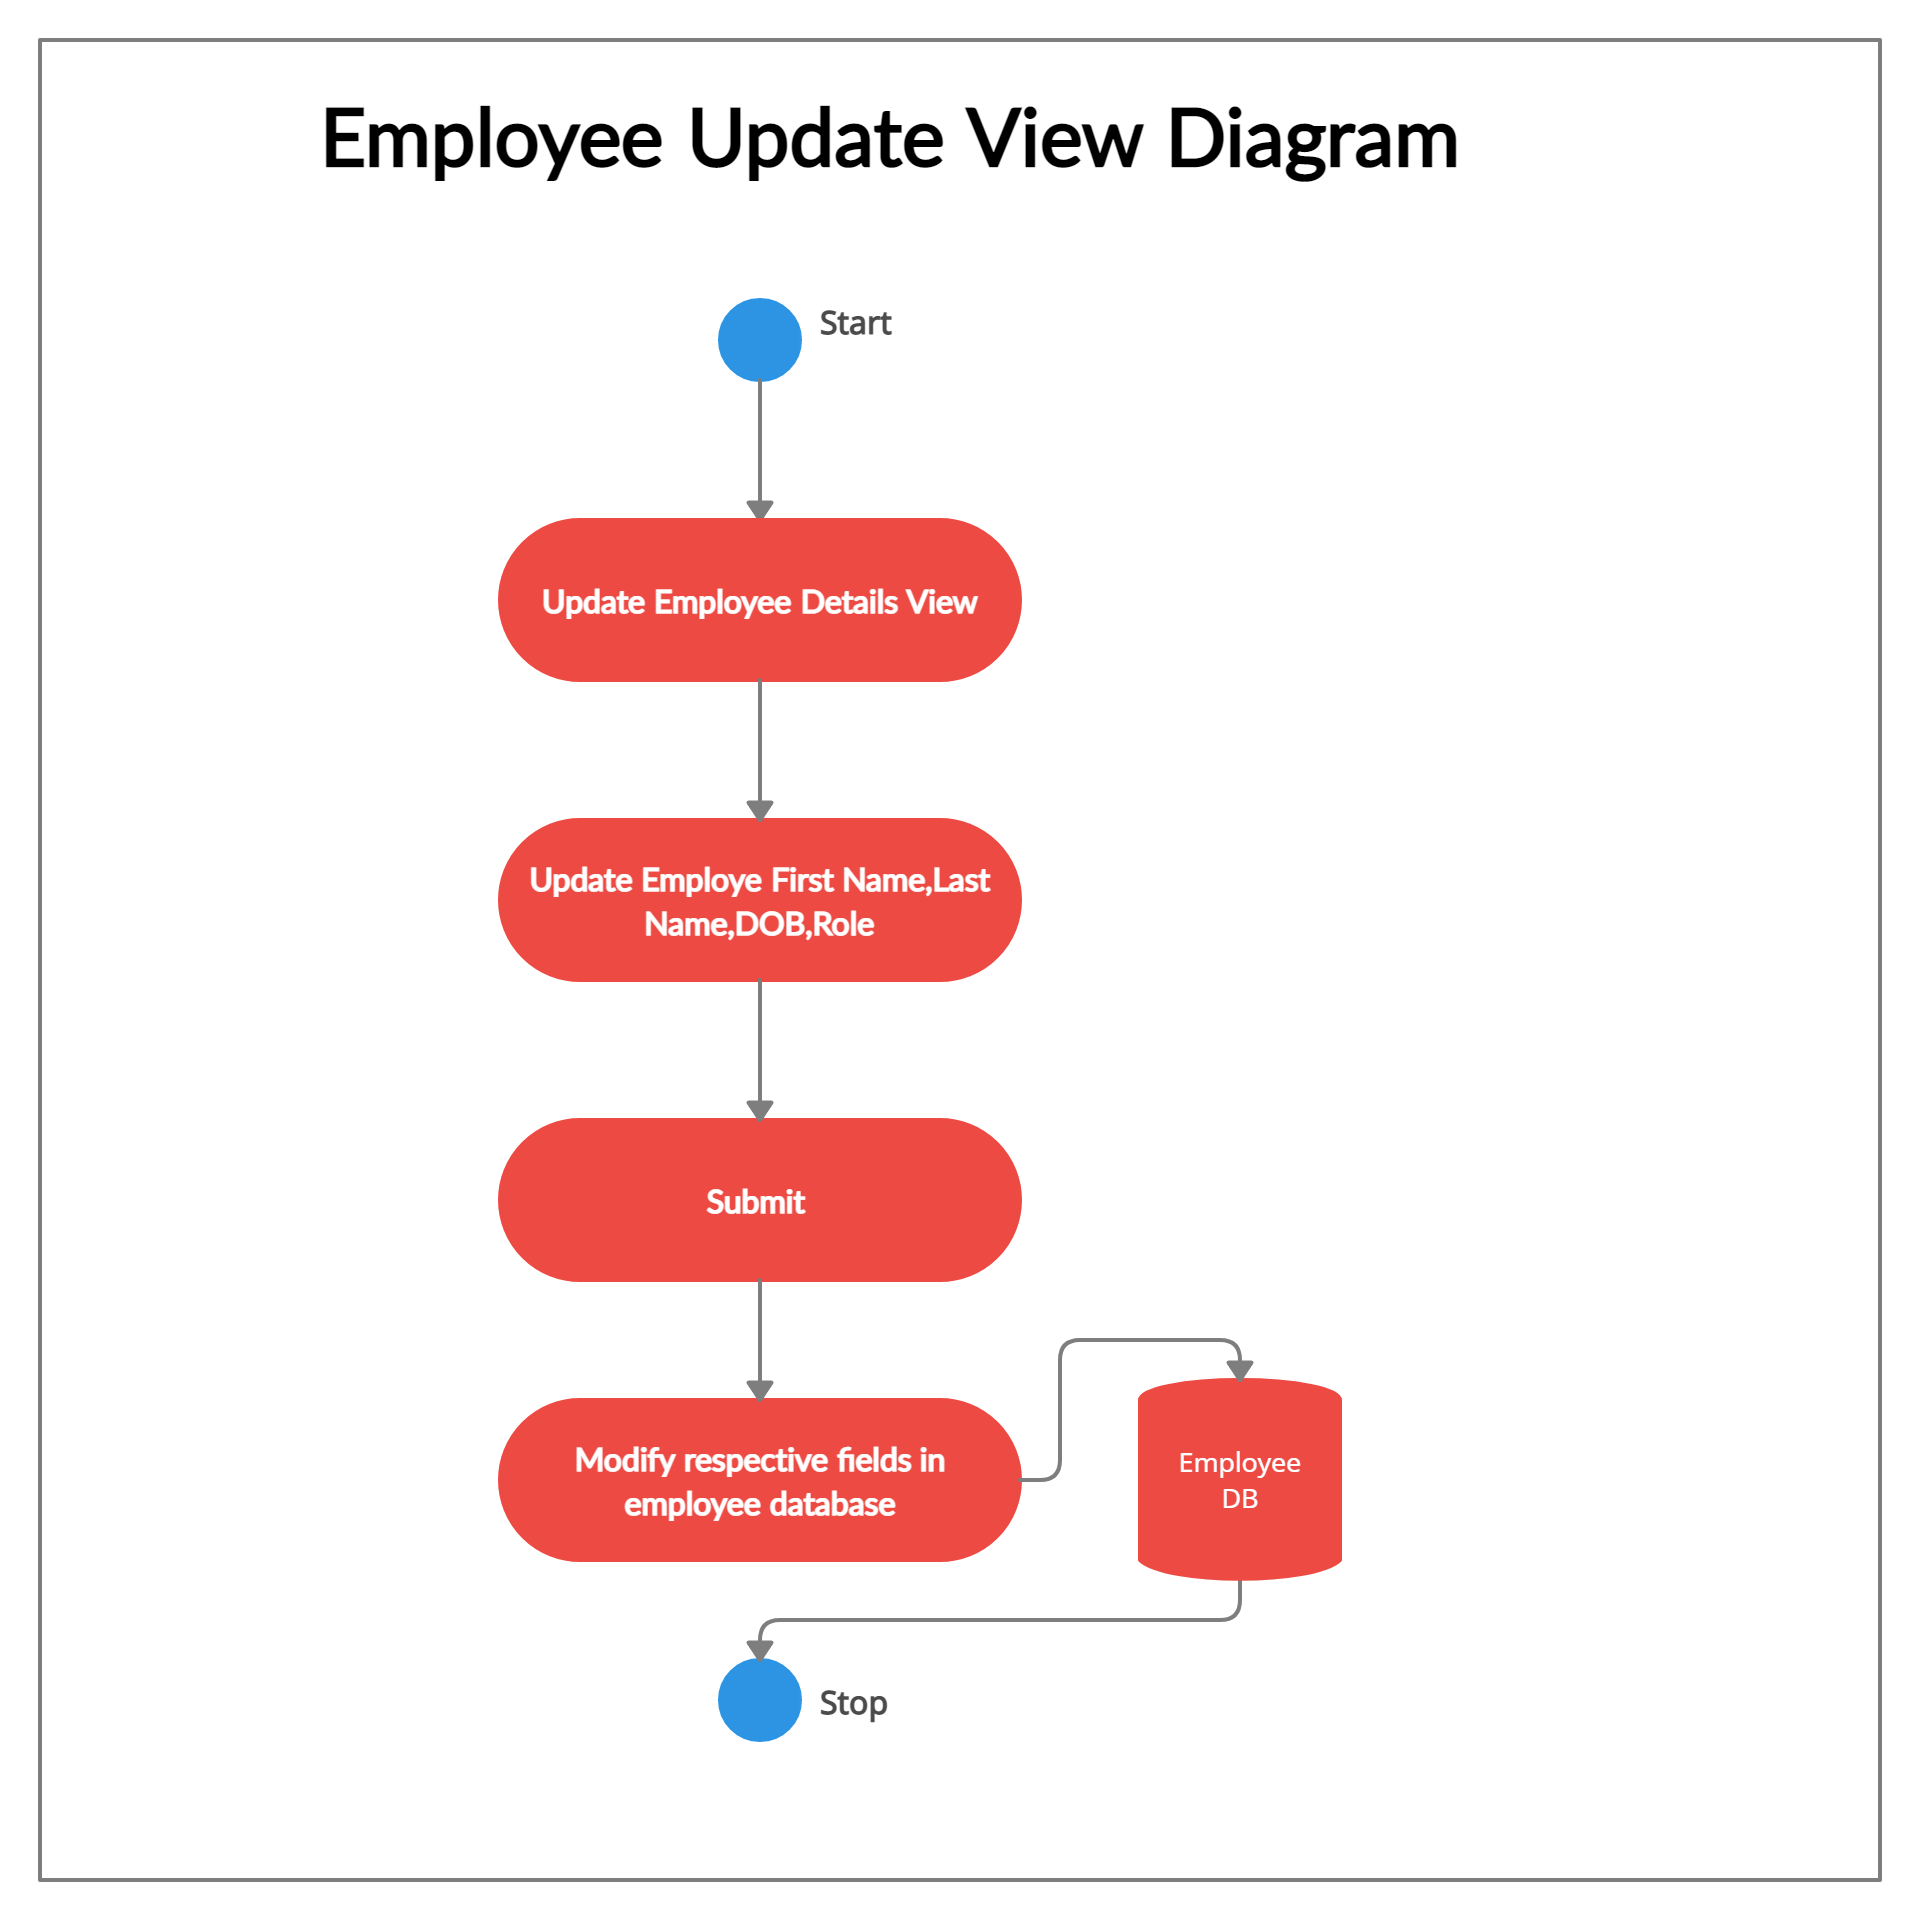 Employee Update View Diagram
Start
Update Employee Details View
Update Employe First Name,Last
Name,DOB,Role
Submit
Modify respective fields in
employee database
Employee
DB
Stop